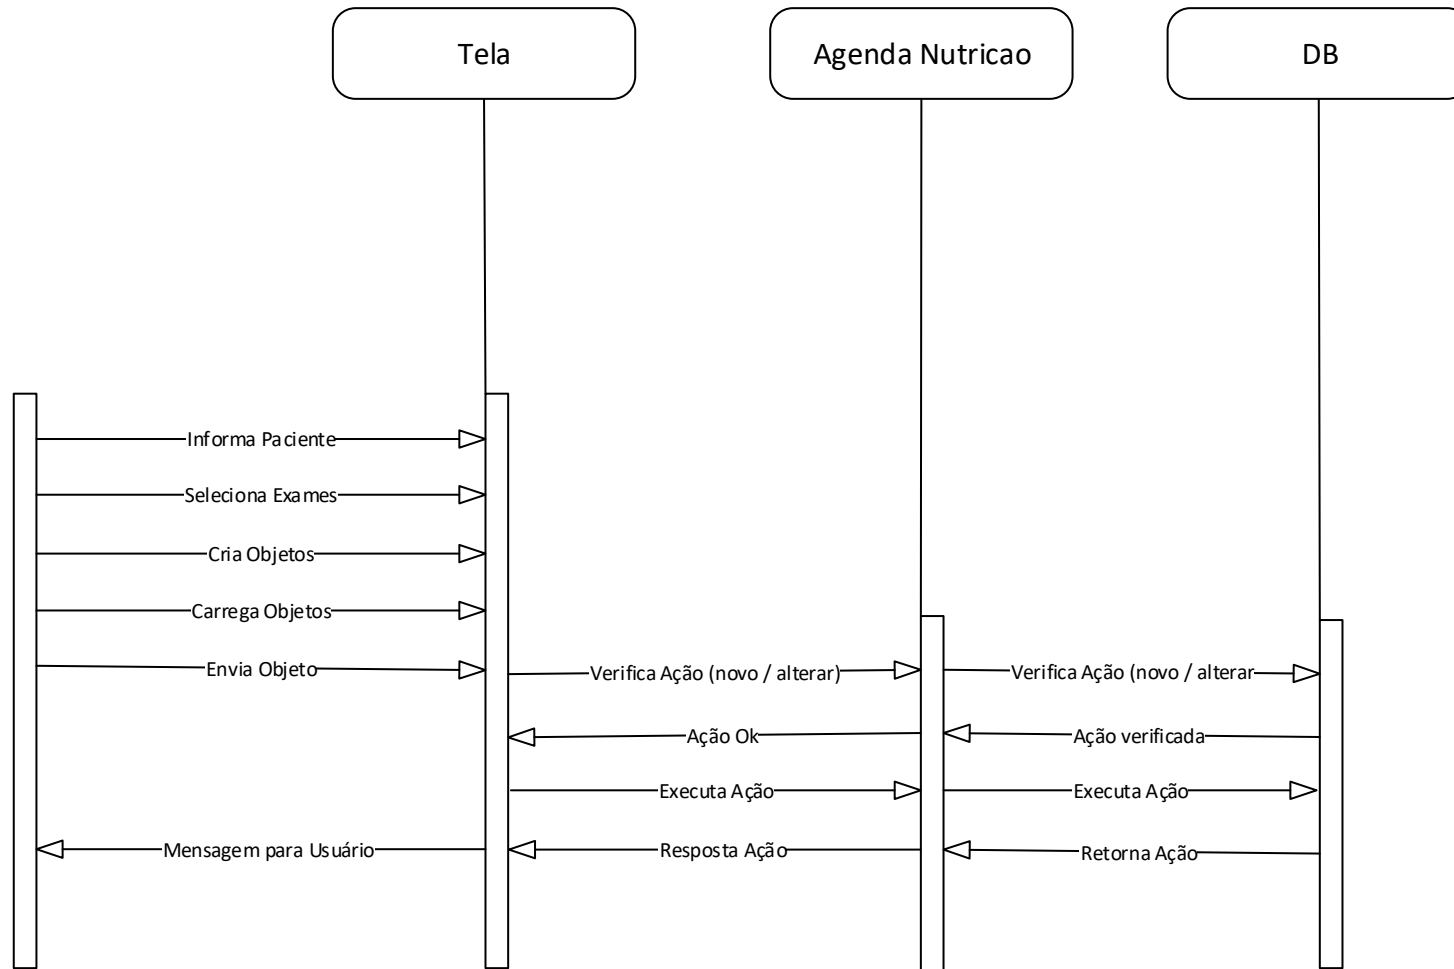 Tela
Agenda Nutricao
DB
Informa Paciente
Seleciona Exames
Cria Objetos
Carrega Objetos
Envia Objeto
Verifica Ação (novo / alterar)
Verifica Ação (novo / alterar
Ação Ok
Ação verificada
Executa Ação
Executa Ação
Mensagem para Usuário
Resposta Ação
Retorna Ação